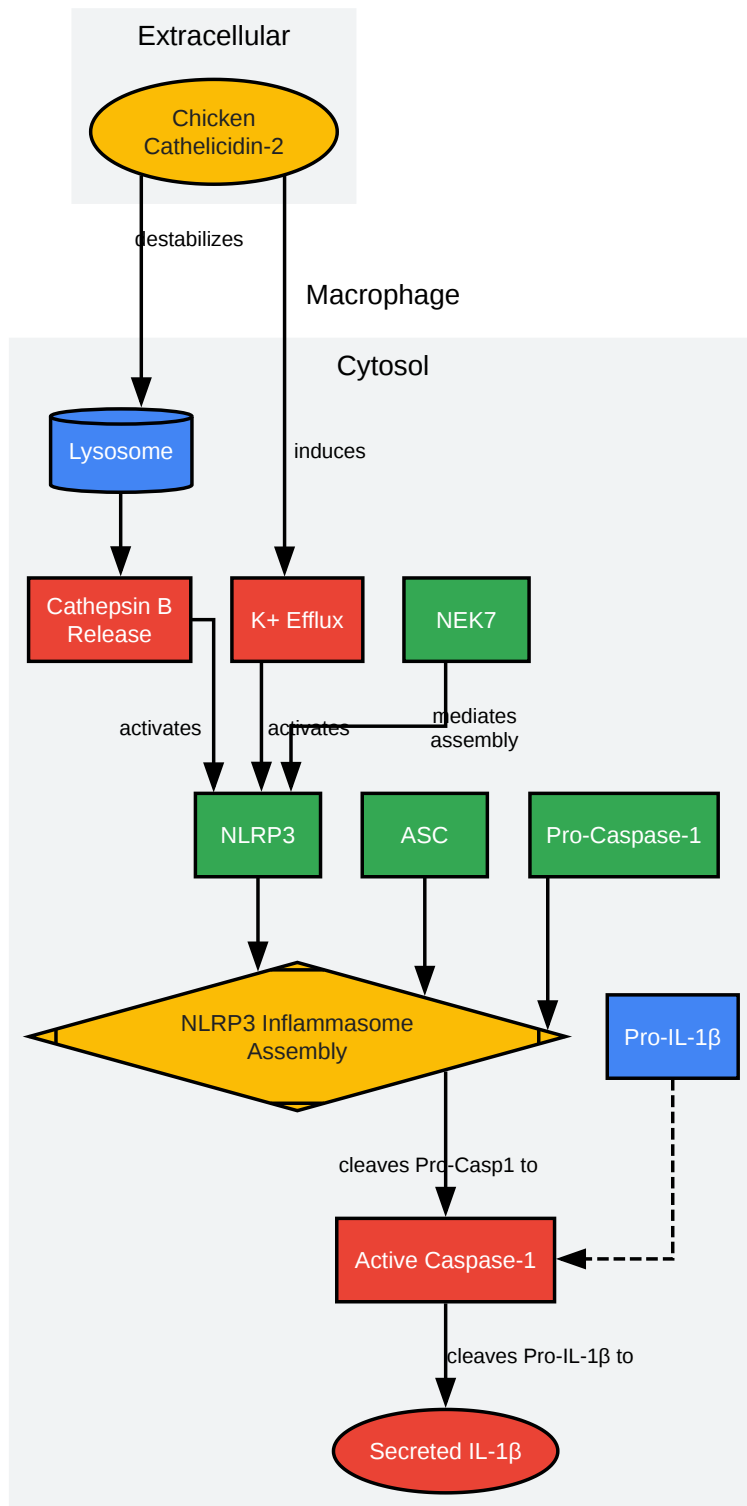 Extracellular
Chicken
Cathelicidin-2
destabilizes
Macrophage
Cytosol
Lysosome
induces
Cathepsin B
Release
K+ Efflux
NEK7
activates
activates
mediates
assembly
NLRP3
ASC
Pro-Caspase-1
NLRP3 Inflammasome
Assembly
Pro-IL-1β
cleaves Pro-Casp1 to
Active Caspase-1
cleaves Pro-IL-1β to
Secreted IL-1β